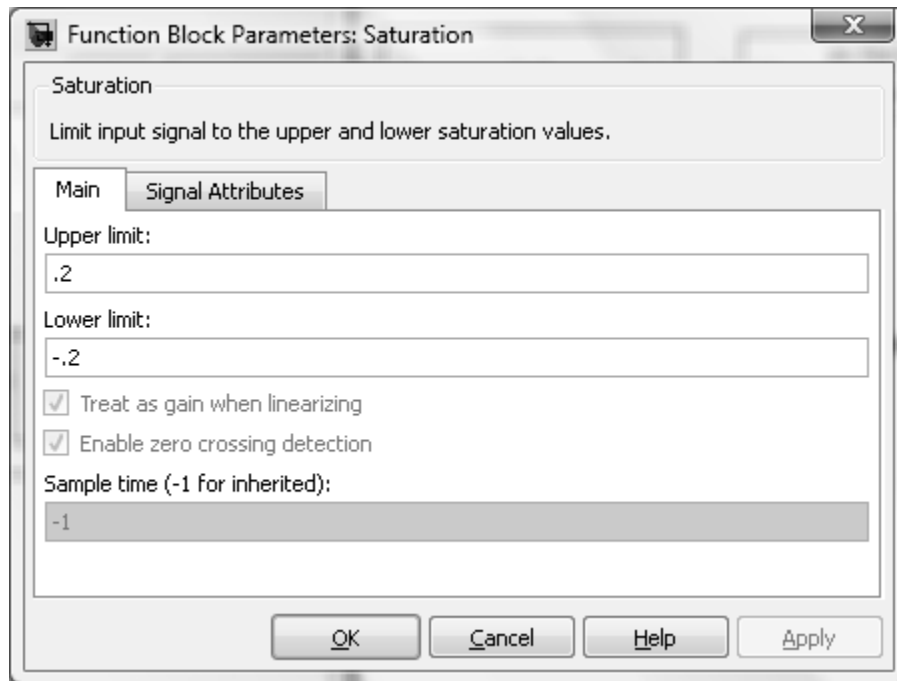 Function Block Parameters: Saturation
Saturation
Limit input signal to the upper and lower saturation values.
Main Signal Attributes
Upper limit:
.2
Lower limit:
-.2
Treat as gain when linearizing
Enable zero crossing detection
Sample time (-1 for inherited):
-1
OK Cancel Help Apply